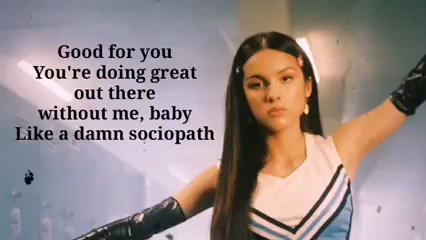 Good for you
You're doing great
out there
without me, baby
Like a damn sociopath